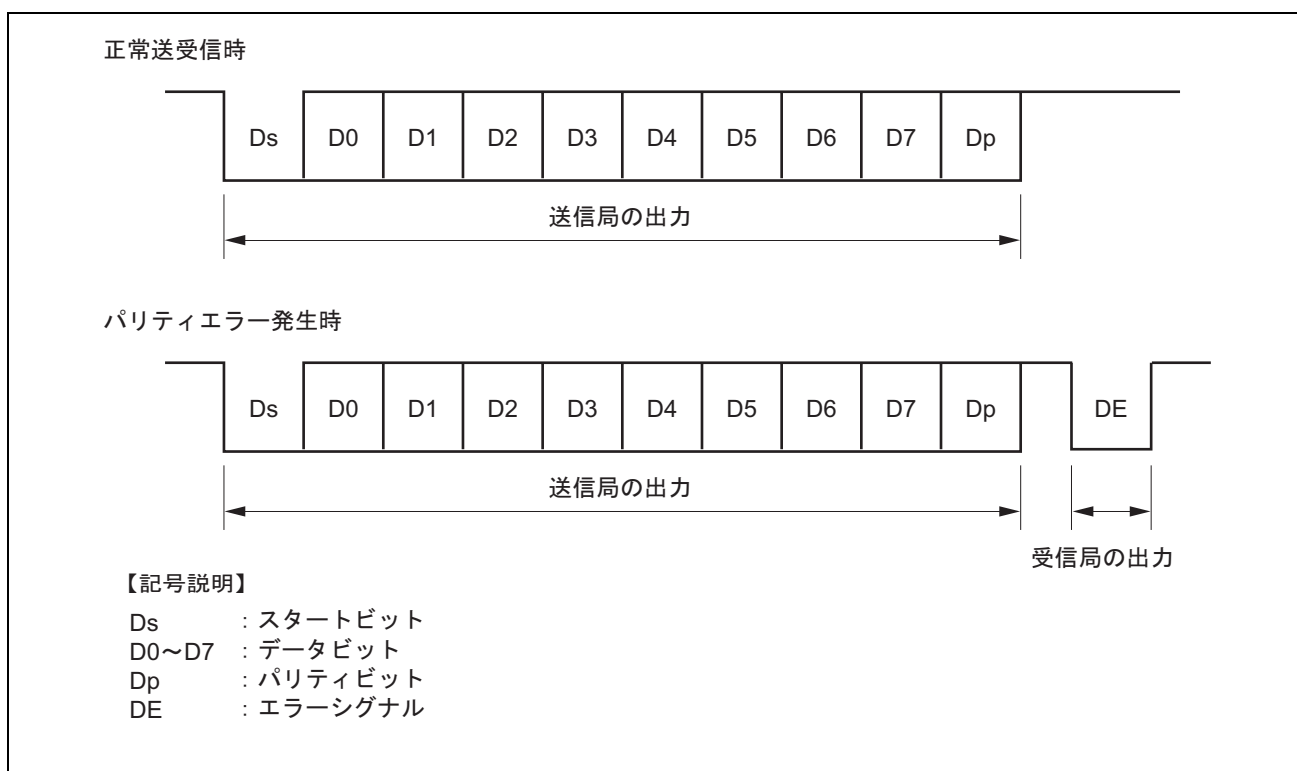 正常送受信時
Ds D0 D1 D2 D3 D4 D5 D6 D7 Dp
送信局の出力
パリティエラー発生時
Ds D0 D1 D2 D3 D4 D5 D6 D7 Dp DE
送信局の出力
受信局の出力
【記号説明】
Ds : スタートビット
D0～D7 : データビット
Dp : パリティビット
DE : エラーシグナル